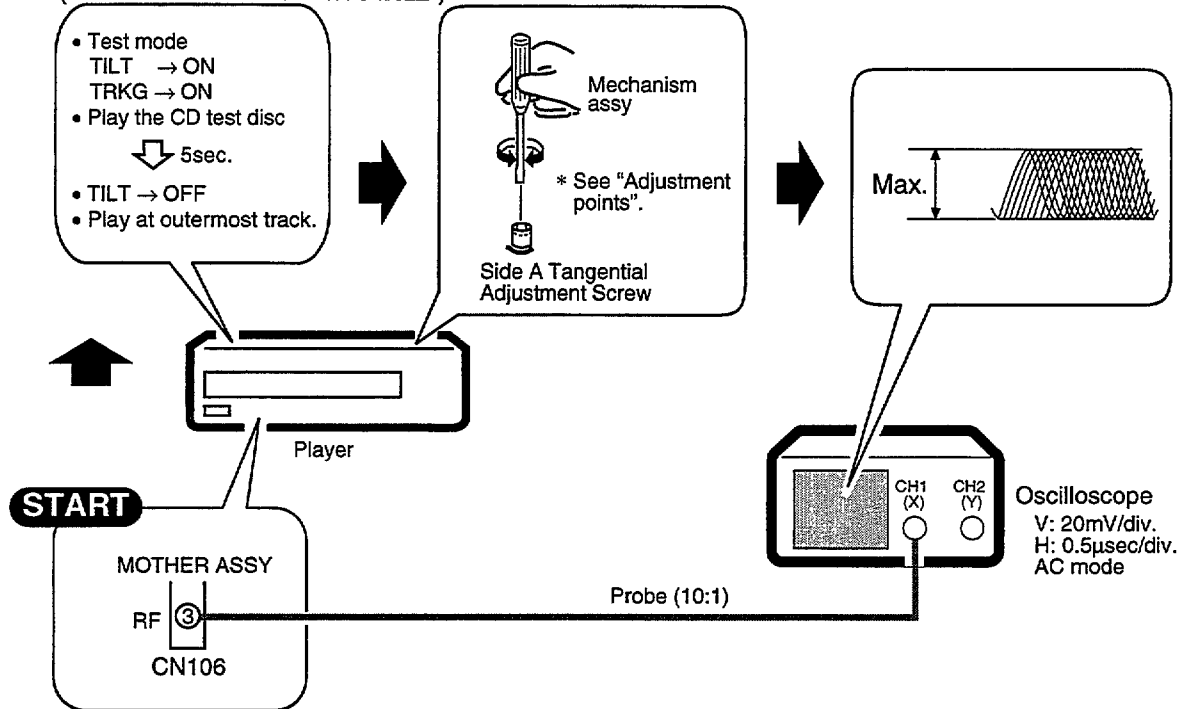 • Test mode
TILT → ON
TRKG → ON
• Play the CD test disc
5sec.
• TILT → OFF
• Play at outermost track.
Mechanism
assy
* See "Adjustment
points".
Side A Tangential
Adjustment Screw
Max.
Player
START
MOTHER ASSY
RF ③
CN106
Probe (10:1)
CH1
(X)
CH2
(Y)
Oscilloscope
V: 20mV/div.
H: 0.5µsec/div.
AC mode